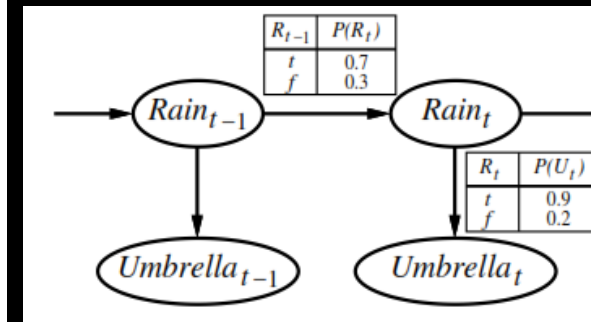 R_{t-1} P(R_t)
t 0.7
f 0.3
Rain_{t-1}
Rain_t
R_t P(U_t)
t 0.9
f 0.2
Umbrella_{t-1}
Umbrella_t